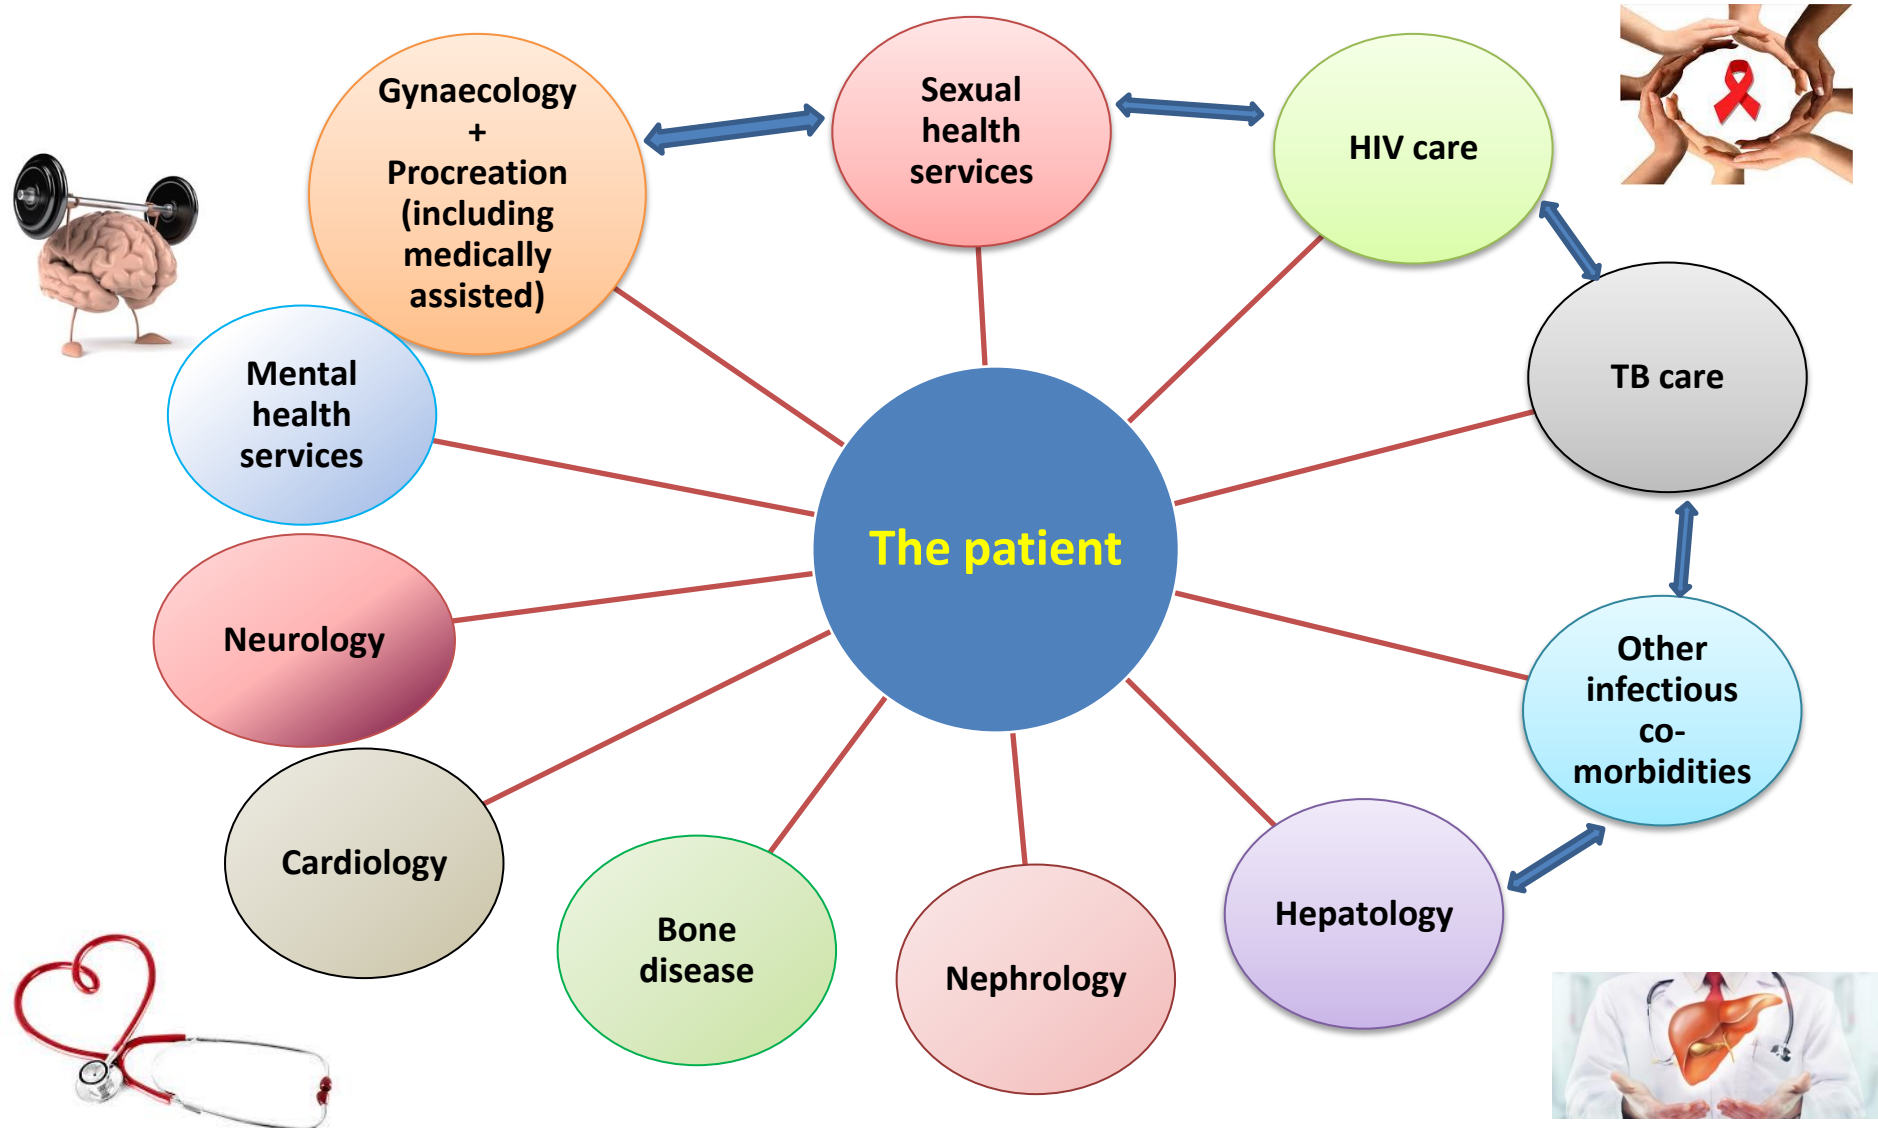 Gynaecology
+
Procreation
(including
medically
assisted)
Sexual
health
services
HIV care
TB care
Other
infectious
co-
morbidities
Hepatology
Nephrology
Bone
disease
Cardiology
Neurology
Mental
health
services
The patient